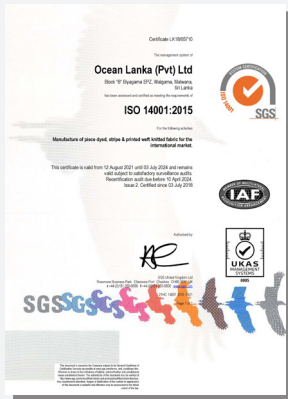 Certificate LK18/05710
The management system of
Ocean Lanka (Pvt) Ltd
Block "B" Biyagama EPZ, Walgama, Malwana,
Sri Lanka
has been assessed and certified as meeting the requirements of
ISO 14001:2015
For the following activities
Manufacture of piece-dyed, stripe & printed weft knitted fabric for the
international market.
This certificate is valid from 12 August 2021 until 03 July 2024 and remains
valid subject to satisfactory surveillance audits.
Recertification audit due before 10 April 2024.
Issue 2. Certified since 03 July 2018
Authorised by
SGS United Kingdom Ltd
SYSTEM CERTIFICATION
ISO 14001
SGS
IAF
UKAS
MANAGEMENT
SYSTEMS
0005
SGSSGSSGS